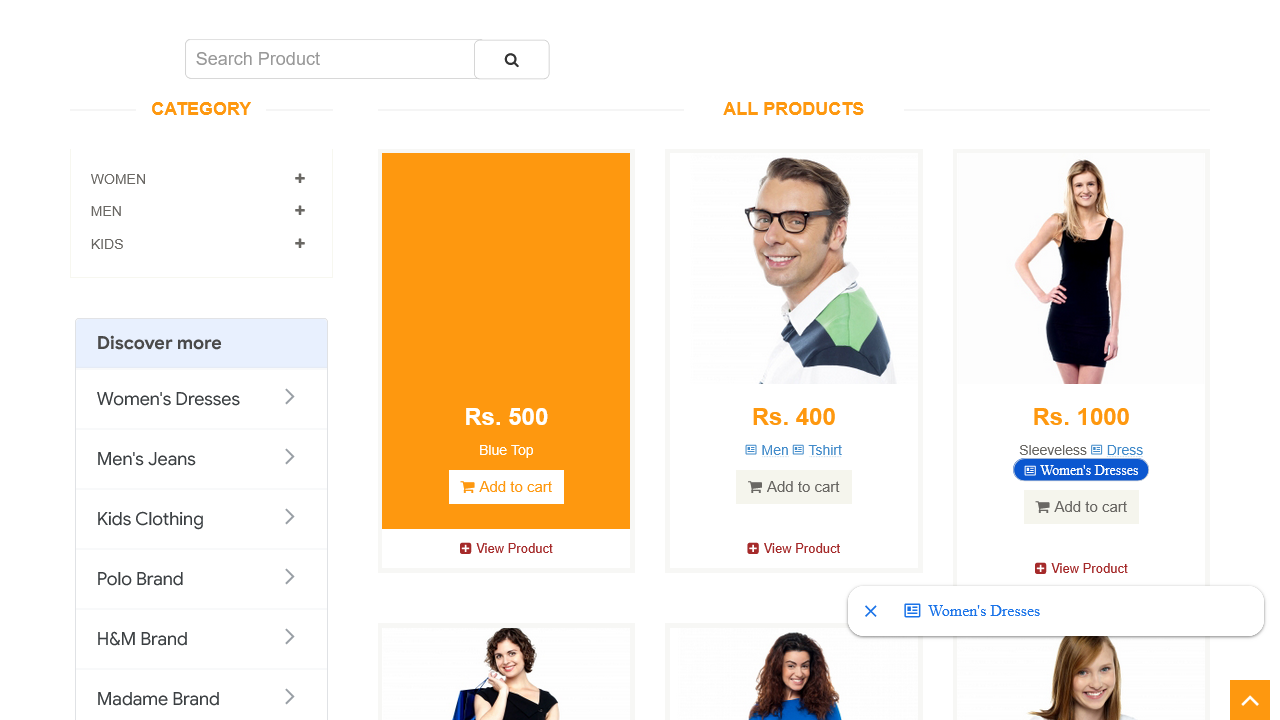 Search Product
CATEGORY
ALL PRODUCTS
WOMEN
MEN
KIDS
Discover more
Women's Dresses
Men's Jeans
Kids Clothing
Polo Brand
H&M Brand
Madame Brand
Rs. 500
Blue Top
Add to cart
View Product
Rs. 400
Men Tshirt
Add to cart
View Product
Rs. 1000
Sleeveless Dress
Women's Dresses
Add to cart
View Product
Women's Dresses